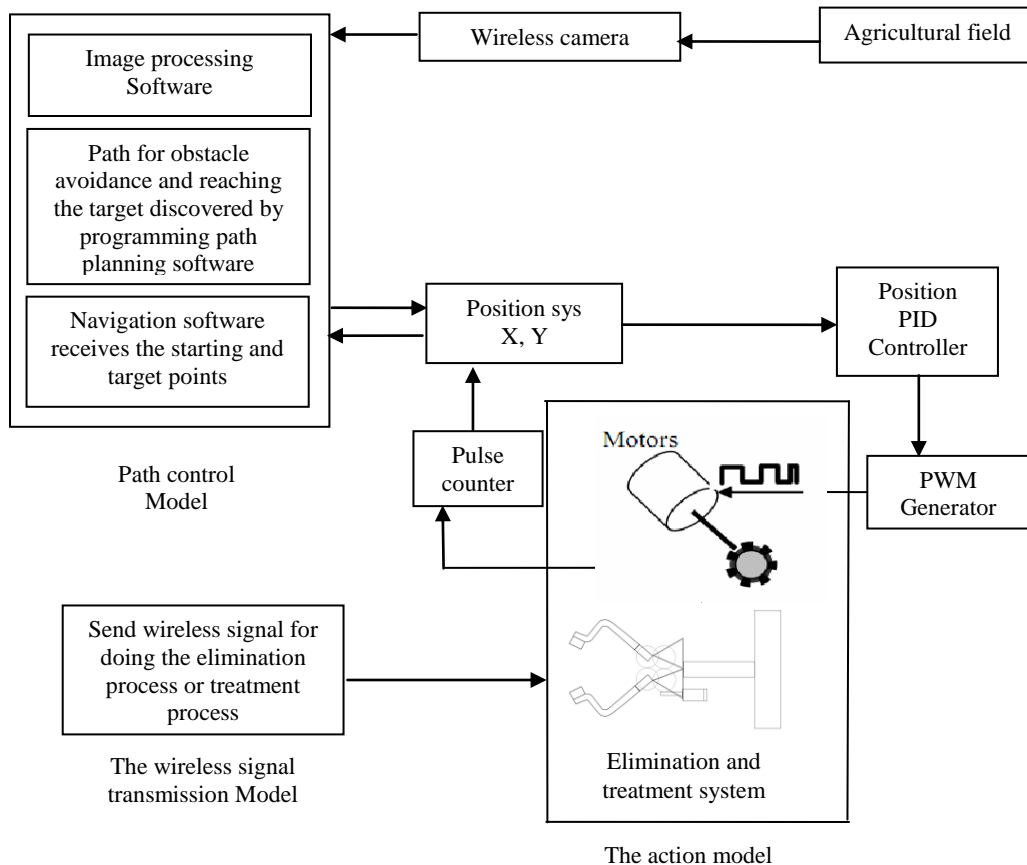 Wireless camera
Agricultural field
Image processing
Software
Path for obstacle
avoidance and reaching
the target discovered by
programming path
planning software
Navigation software
receives the starting and
target points
Path control
Model
Position sys
X, Y
Position
PID
Controller
Pulse
counter
Motors
PWM
Generator
Send wireless signal for
doing the elimination
process or treatment
process
The wireless signal
transmission Model
Elimination and
treatment system
The action model